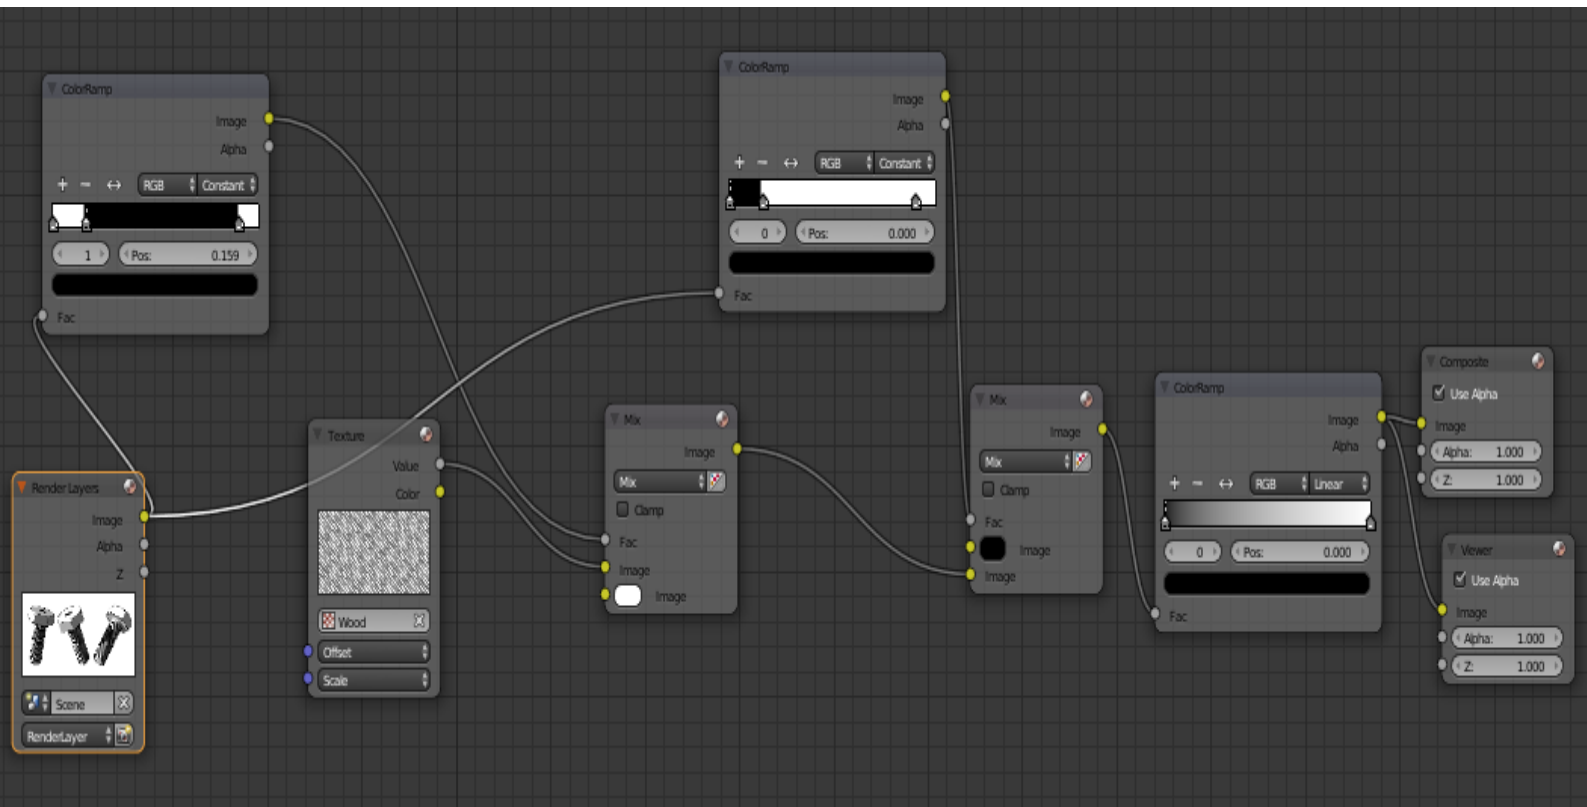 ColorRamp
Image
Alpha
RGB Constant
1 Pos: 0.159
Fac
Render Layers
Image
Alpha
Z
Scene
RenderLayer
Texture
Value
Color
Wood
Offset
Scale
Mix
Image
Mix
Clamp
Fac
Image
Image
ColorRamp
Image
Alpha
RGB Constant
0 Pos: 0.000
Fac
Mix
Image
Mix
Clamp
Fac
Image
Image
ColorRamp
Image
Alpha
RGB Linear
0 Pos: 0.000
Fac
Composite
Use Alpha
Image
Alpha: 1.000
Z: 1.000
Viewer
Use Alpha
Image
Alpha: 1.000
Z: 1.000